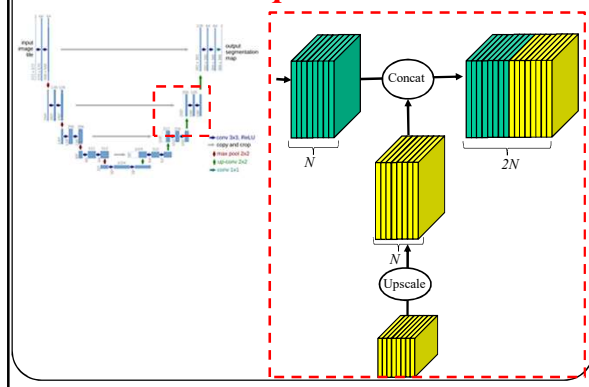 input
image
tile
output
segmentation
map
conv 3x3, ReLU
copy and crop
max pool 2x2
up-conv 2x2
conv 1x1
Concat
N
2N
N
Upscale